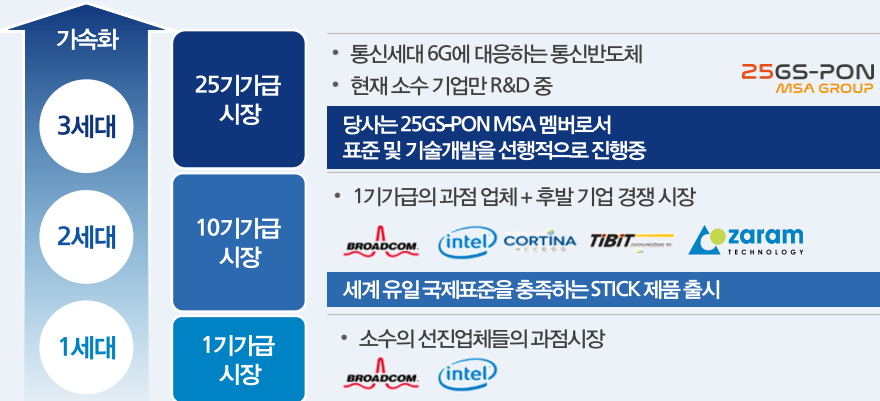 가속화
3세대
25기가급
시장
• 통신세대 6G에 대응하는 통신반도체
• 현재 소수 기업만 R&D 중
25GS-PON
MSA GROUP
당사는 25GS-PON MSA 멤버로서
표준 및 기술개발을 선행적으로 진행중
2세대
10기가급
시장
• 1기가급의 과점 업체 + 후발 기업 경쟁 시장
BROADCOM. intel CORTINA ACCESS TiBiT communications inc zaram TECHNOLOGY
세계 유일 국제표준을 충족하는 STICK 제품 출시
1세대
1기가급
시장
• 소수의 선진업체들의 과점시장
BROADCOM. intel